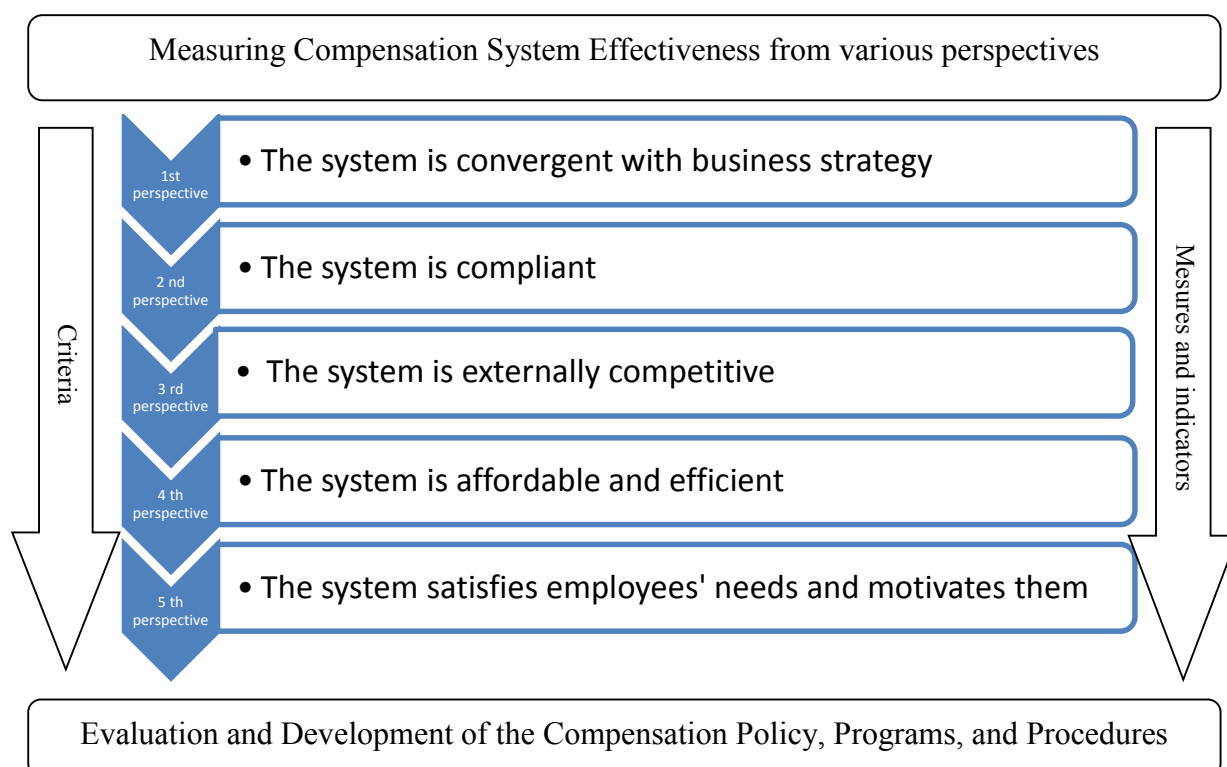 Measuring Compensation System Effectiveness from various perspectives
Criteria
1st
perspective
• The system is convergent with business strategy
2 nd
perspective
• The system is compliant
3 rd
perspective
• The system is externally competitive
4 th
perspective
• The system is affordable and efficient
5 th
perspective
• The system satisfies employees' needs and motivates them
Mesures and indicators
Evaluation and Development of the Compensation Policy, Programs, and Procedures